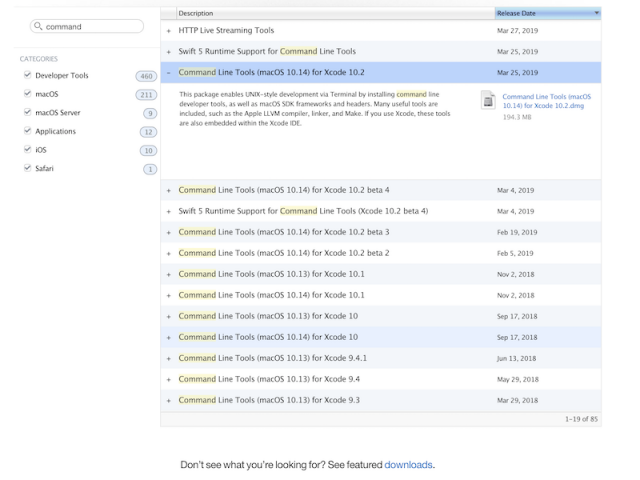 Description Release Date
command
+ HTTP Live Streaming Tools Mar 27, 2019
+ Swift 5 Runtime Support for Command Line Tools Mar 25, 2019
CATEGORIES
Developer Tools 460
macOS 211
macOS Server 9
Applications 12
iOS 10
Safari 1
- Command Line Tools (macOS 10.14) for Xcode 10.2 Mar 25, 2019
This package enables UNIX-style development via Terminal by installing command line
developer tools, as well as macOS SDK frameworks and headers. Many useful tools are
included, such as the Apple LLVM compiler, linker, and Make. If you use Xcode, these tools
are also embedded within the Xcode IDE.
Command Line Tools (macOS
10.14) for Xcode 10.2.dmg
194.3 MB
+ Command Line Tools (macOS 10.14) for Xcode 10.2 beta 4 Mar 4, 2019
+ Swift 5 Runtime Support for Command Line Tools (Xcode 10.2 beta 4) Mar 4, 2019
+ Command Line Tools (macOS 10.14) for Xcode 10.2 beta 3 Feb 19, 2019
+ Command Line Tools (macOS 10.14) for Xcode 10.2 beta 2 Feb 5, 2019
+ Command Line Tools (macOS 10.13) for Xcode 10.1 Nov 2, 2018
+ Command Line Tools (macOS 10.14) for Xcode 10.1 Nov 2, 2018
+ Command Line Tools (macOS 10.13) for Xcode 10 Sep 17, 2018
+ Command Line Tools (macOS 10.14) for Xcode 10 Sep 17, 2018
+ Command Line Tools (macOS 10.13) for Xcode 9.4.1 Jun 13, 2018
+ Command Line Tools (macOS 10.13) for Xcode 9.4 May 29, 2018
+ Command Line Tools (macOS 10.13) for Xcode 9.3 Mar 29, 2018
1-19 of 85
Don't see what you're looking for? See featured downloads.